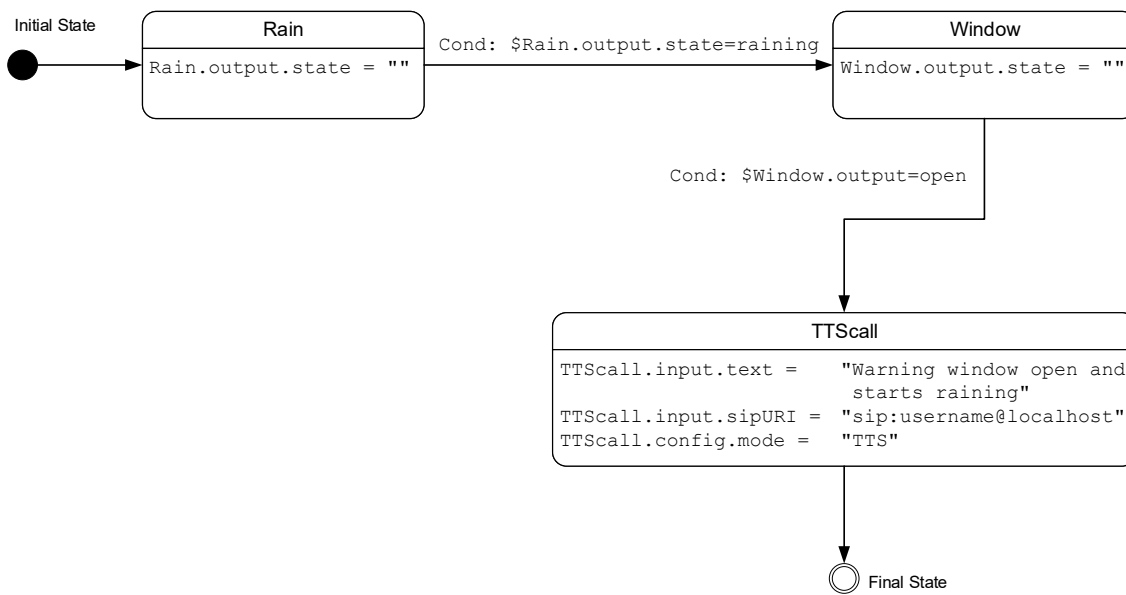 Initial State
Rain
Rain.output.state = ""
Cond: $Rain.output.state=raining
Window
Window.output.state = ""
Cond: $Window.output=open
TTScall
TTScall.input.text = "Warning window open and
starts raining"
TTScall.input.sipURI = "sip:username@localhost"
TTScall.config.mode = "TTS"
Final State